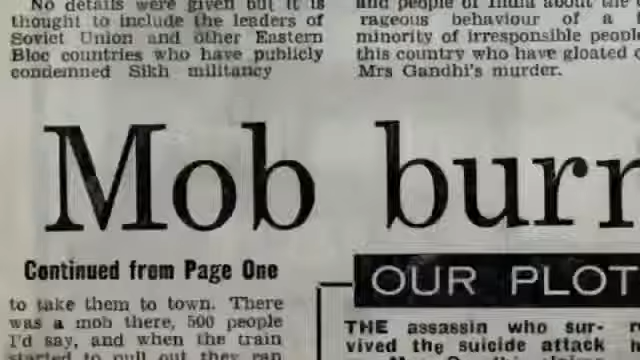 No details were given but it is
thought to include the leaders of
Soviet Union and other Eastern
Bloc countries who have publicly
condemned Sikh militancy
and people of India about the
rageous behaviour of a
minority of irresponsible people
this country who have gloated
Mrs Gandhi's murder.
Mob burn
Continued from Page One
to take them to town. There
was a mob there, 500 people
I'd say, and when the train
started to pull out they ran
OUR PLOT
THE assassin who sur-
vived the suicide attack